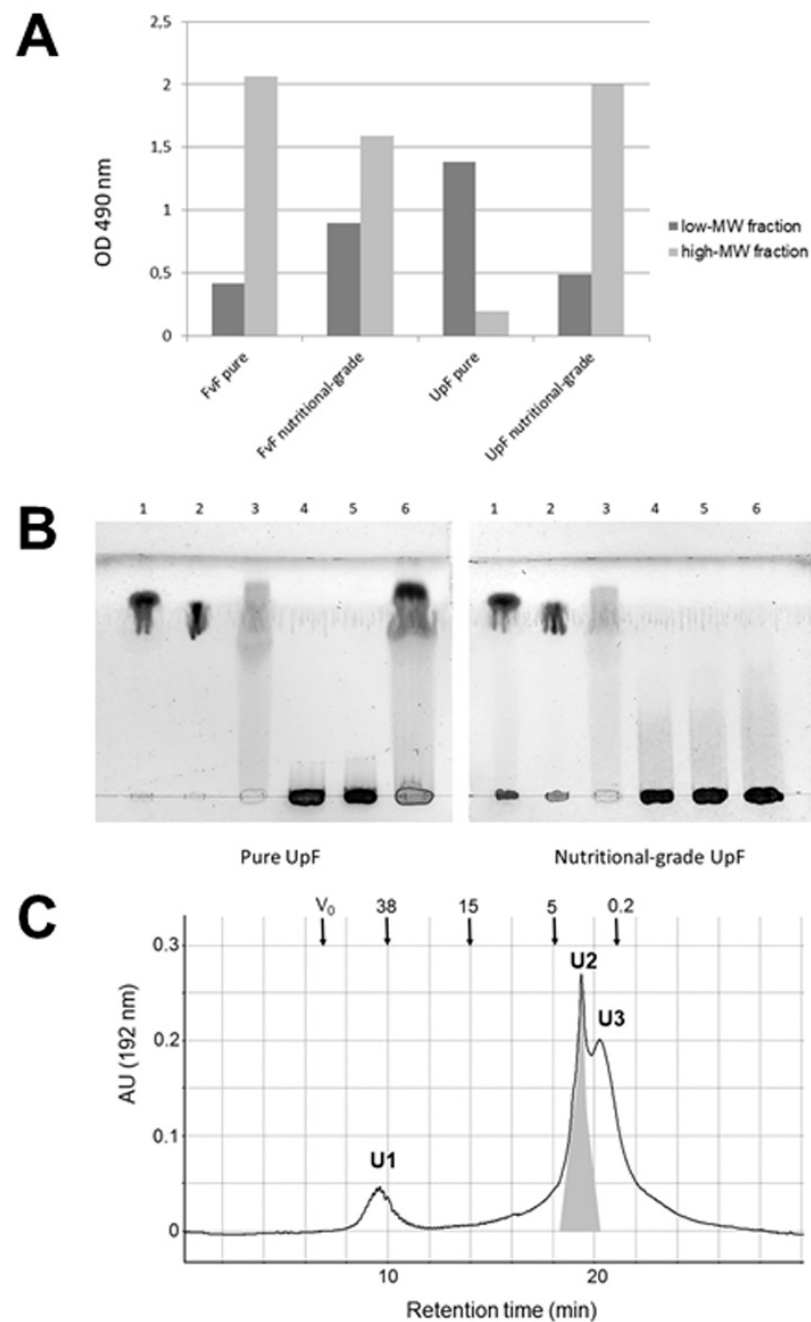 A
2,5
2
1,5
1
0,5
0
OD 490 nm
low-MW fraction
high-MW fraction
FvF pure
FvF nutritional-grade
UpF pure
UpF nutritional-grade
B
1 2 3 4 5 6
1 2 3 4 5 6
Pure UpF
Nutritional-grade UpF
C
V0 38 15 5 0.2
0.3
0.2
0.1
0
AU (192 nm)
U1
U2
U3
10 20
Retention time (min)